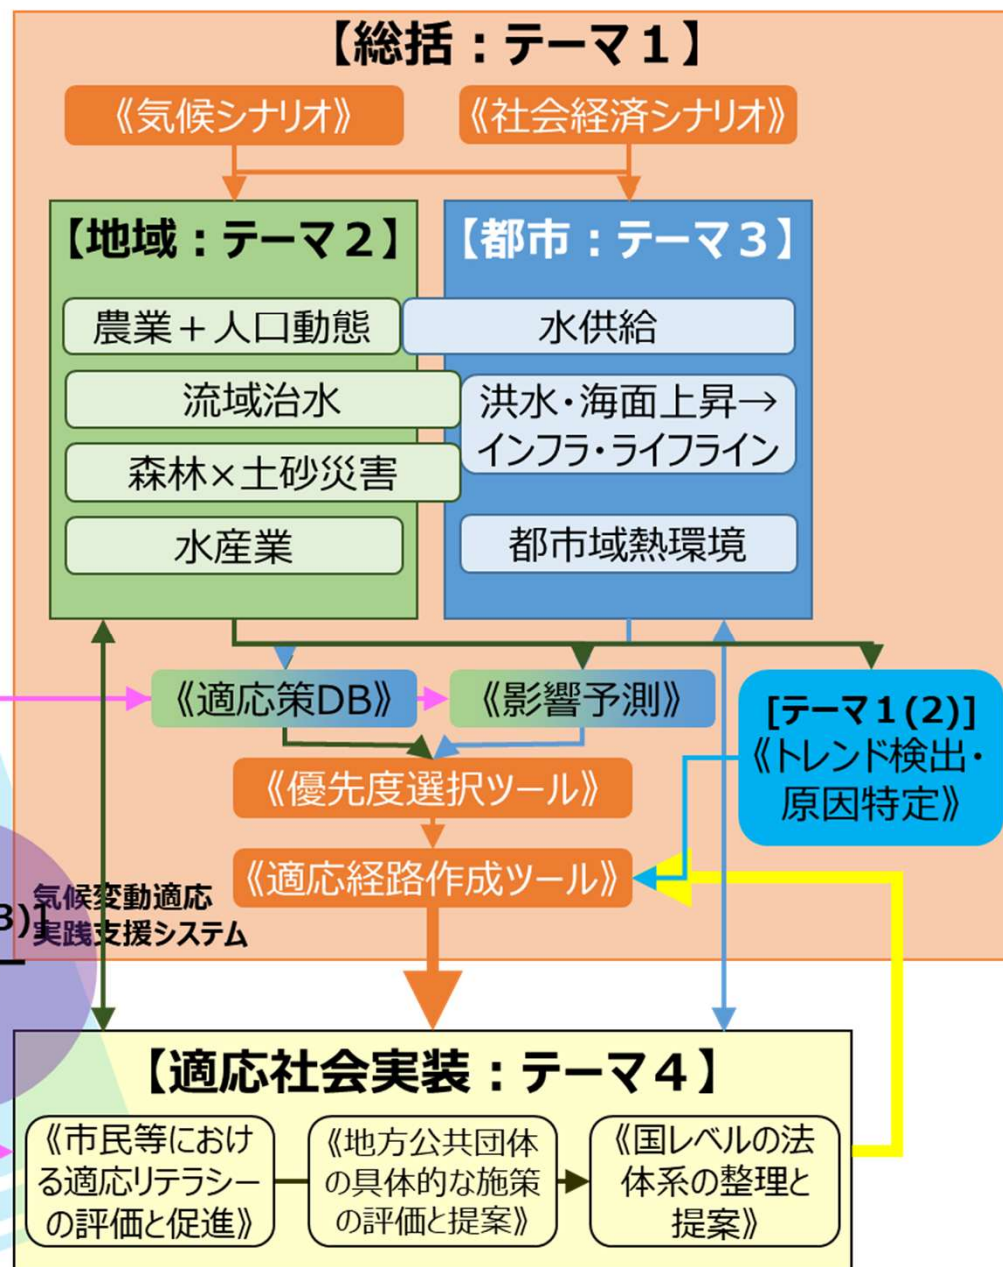 【総括：テーマ１】
《気候シナリオ》
《社会経済シナリオ》
【地域：テーマ２】
農業＋人口動態
流域治水
森林×土砂災害
水産業
【都市：テーマ３】
水供給
洪水・海面上昇→
インフラ・ライフライン
都市域熱環境
《適応策DB》
《影響予測》
[テーマ１(2)]
《トレンド検出・
原因特定》
《優先度選択ツール》
《適応経路作成ツール》
3)]
気候変動適応
実践支援システム
【適応社会実装：テーマ４】
《市民等におけ
る適応リテラシー
の評価と促進》
《地方公共団体
の具体的な施策
の評価と提案》
《国レベルの法
体系の整理と
提案》